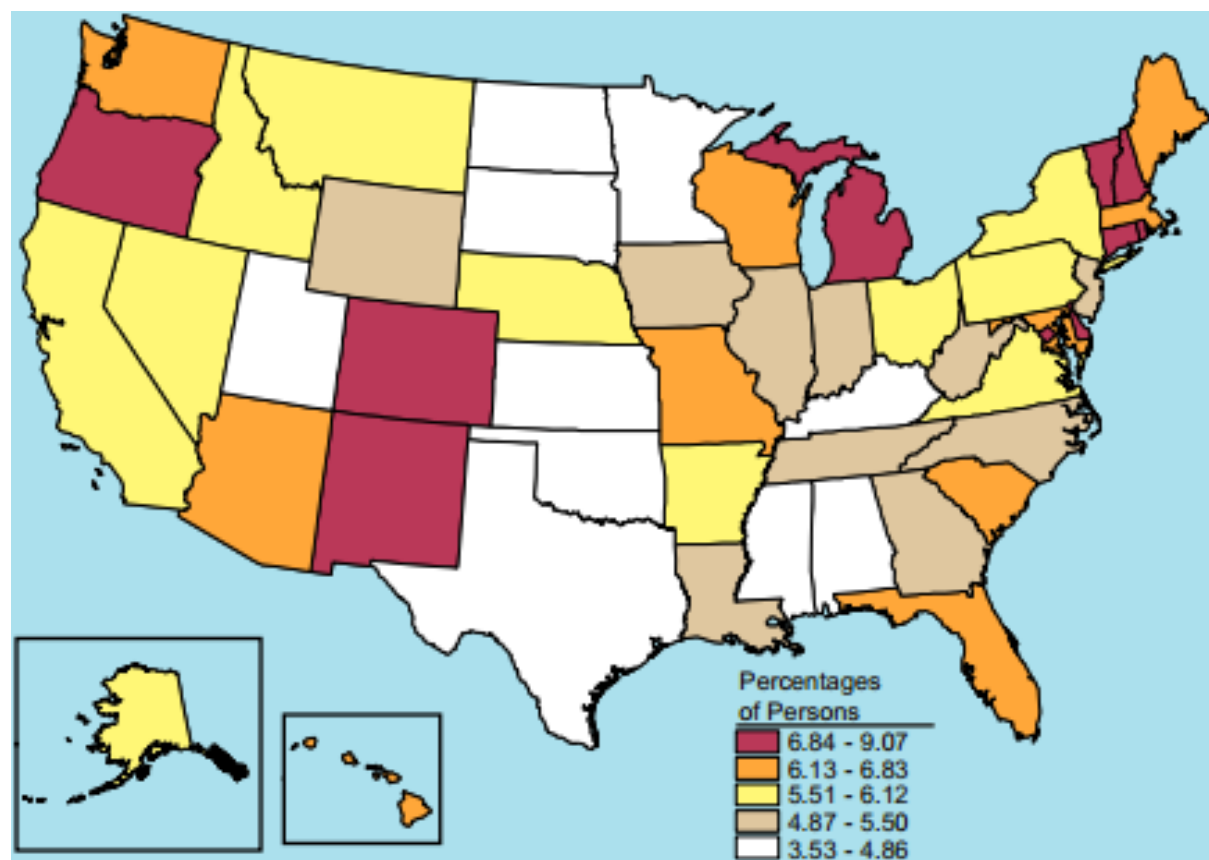 Percentages
of Persons
6.84 - 9.07
6.13 - 6.83
5.51 - 6.12
4.87 - 5.50
3.53 - 4.86